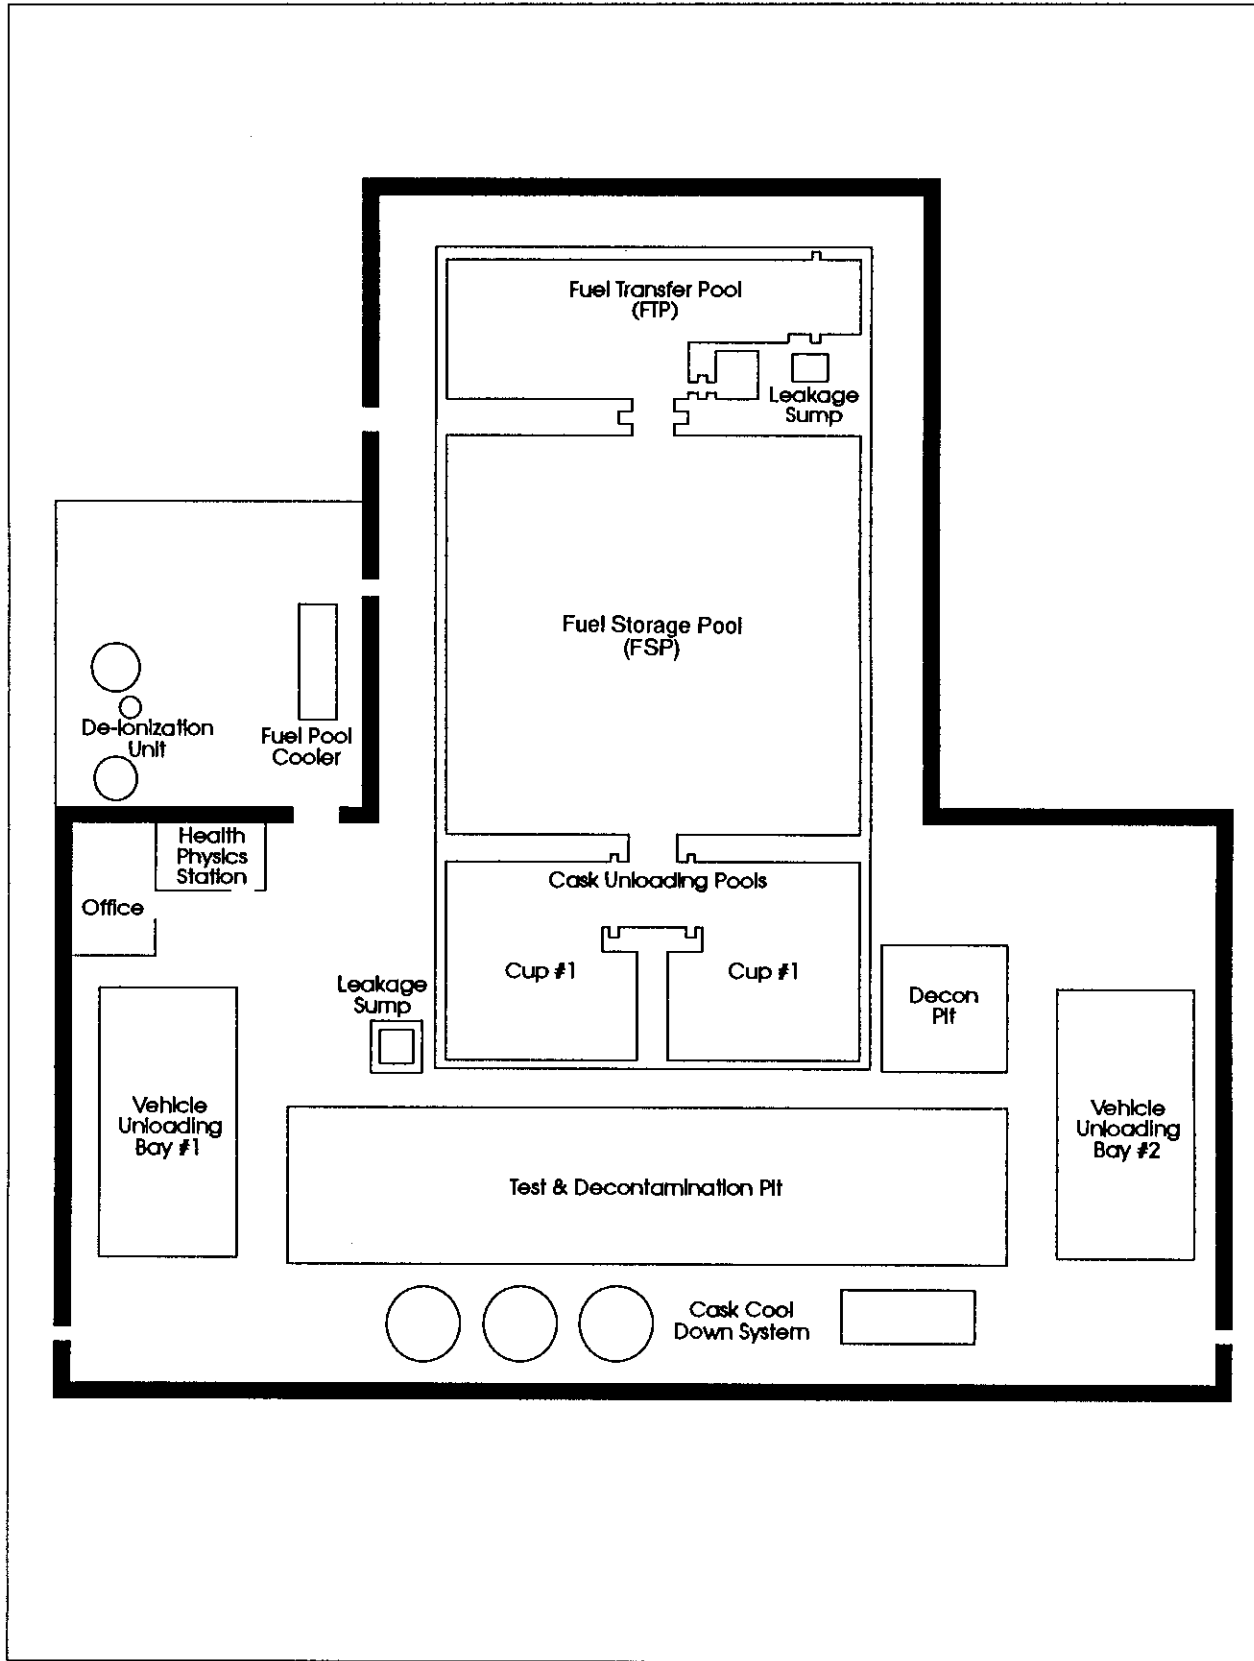 Fuel Transfer Pool
(FTP)
Leakage
Sump
Fuel Storage Pool
(FSP)
De-Ionization
Unit
Fuel Pool
Cooler
Health
Physics
Station
Office
Cask Unloading Pools
Cup #1
Cup #1
Leakage
Sump
Decon
Pit
Vehicle
Unloading
Bay #1
Vehicle
Unloading
Bay #2
Test & Decontamination Pit
Cask Cool
Down System